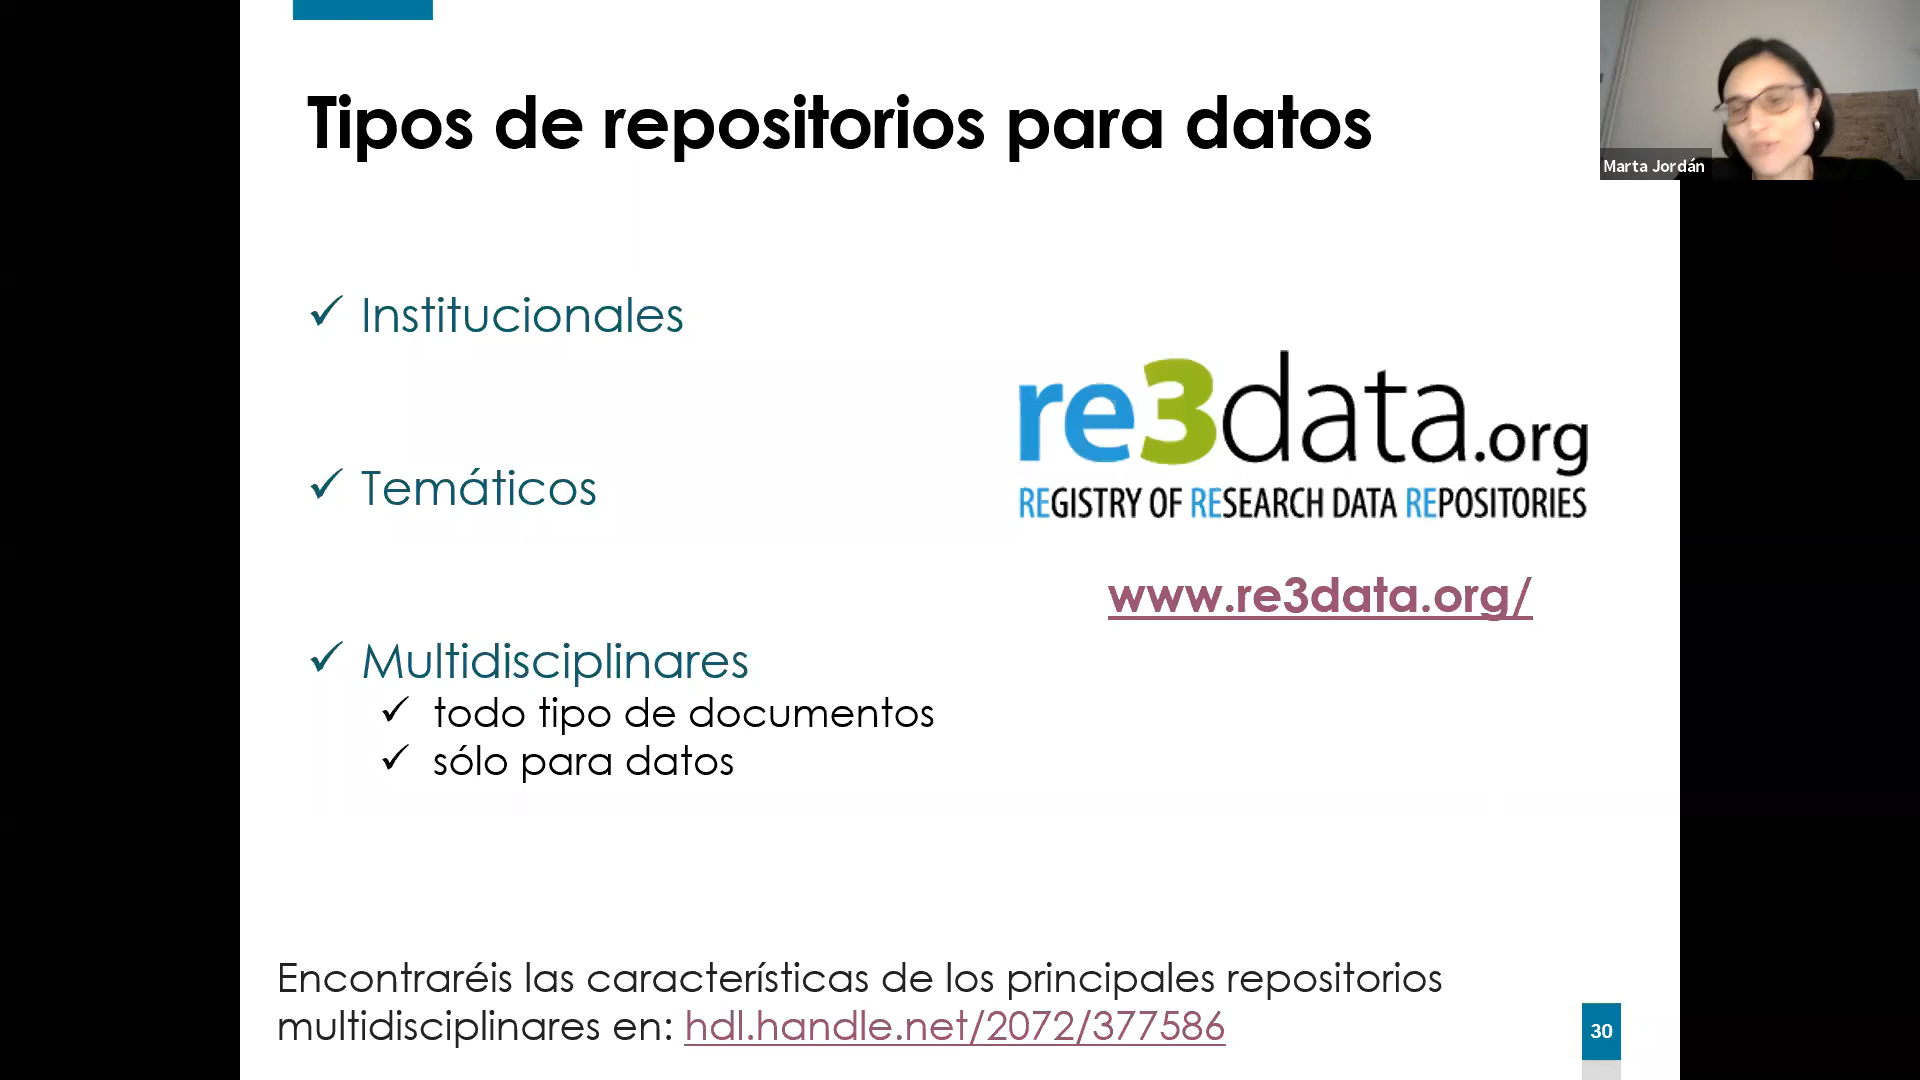 Tipos de repositorios para datos
Marta Jordán
✓ Institucionales
✓ Temáticos
✓ Multidisciplinares
✓ todo tipo de documentos
✓ sólo para datos
re3data.org
REGISTRY OF RESEARCH DATA REPOSITORIES
www.re3data.org/
Encontraréis las características de los principales repositorios
multidisciplinares en: hdl.handle.net/2072/377586
30